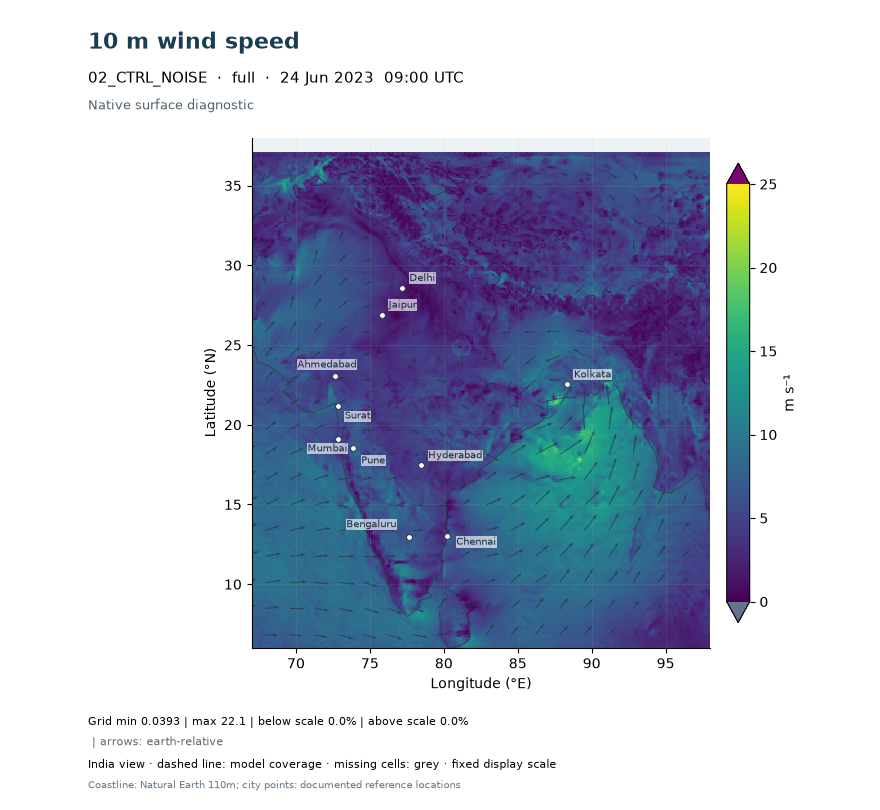 10 m wind speed
02_CTRL_NOISE · full · 24 Jun 2023 09:00 UTC
Native surface diagnostic
35
30
25
20
15
10
Latitude (°N)
Delhi
Jaipur
Ahmedabad
Kolkata
Surat
Mumbai
Pune
Hyderabad
Bengaluru
Chennai
70 75 80 85 90 95
Longitude (°E)
25
20
15
10
5
0
m s⁻¹
Grid min 0.0393 | max 22.1 | below scale 0.0% | above scale 0.0%
| arrows: earth-relative
India view · dashed line: model coverage · missing cells: grey · fixed display scale
Coastline: Natural Earth 110m; city points: documented reference locations